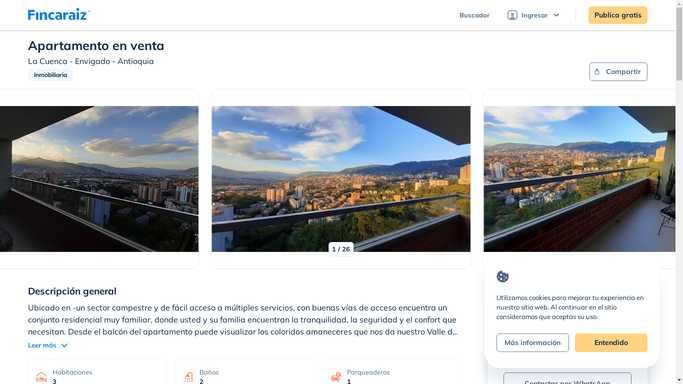 Fincaraiz
Buscador
Ingresar
Publica gratis
Apartamento en venta
La Cuenca - Envigado - Antioquia
Inmobiliaria
Compartir
1 / 26
Descripción general
Ubicado en -un sector campestre y de fácil acceso a múltiples servicios, con buenas vías de acceso encuentra un
conjunto residencial muy familiar, donde usted y su familia encuentran la tranquilidad, la seguridad y el confort que
necesitan. Desde el balcón del apartamento puede visualizar los coloridos amaneceres que nos da nuestro Valle d...
Leer más
Habitaciones
3
Baños
2
Parqueaderos
1
Utilizamos cookies para mejorar tu experiencia en
nuestro sitio web. Al continuar en el sitio
consideramos que aceptas su uso.
Más información
Entendido
Contactar por WhatsApp